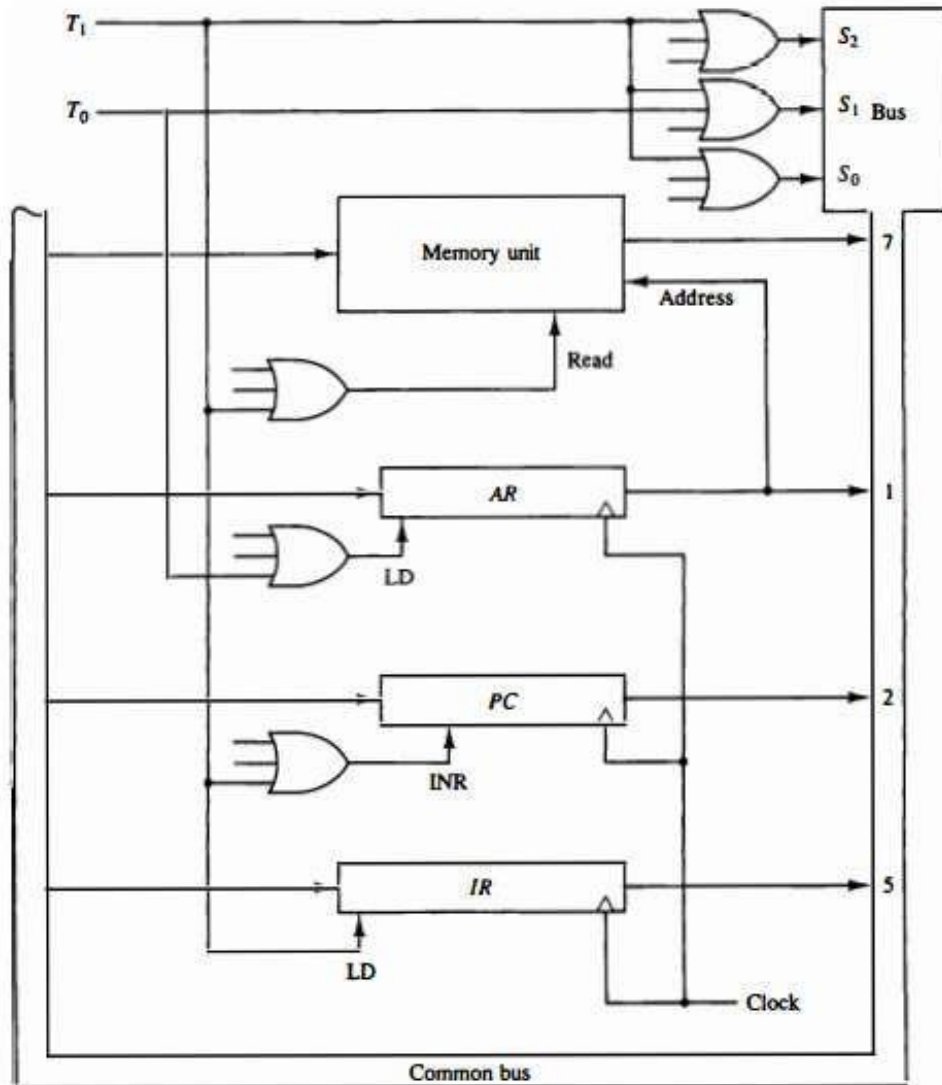 T1
S2
T0
S1
Bus
S0
7
Memory unit
Address
Read
AR
1
LD
PC
2
INR
IR
5
LD
Clock
Common bus